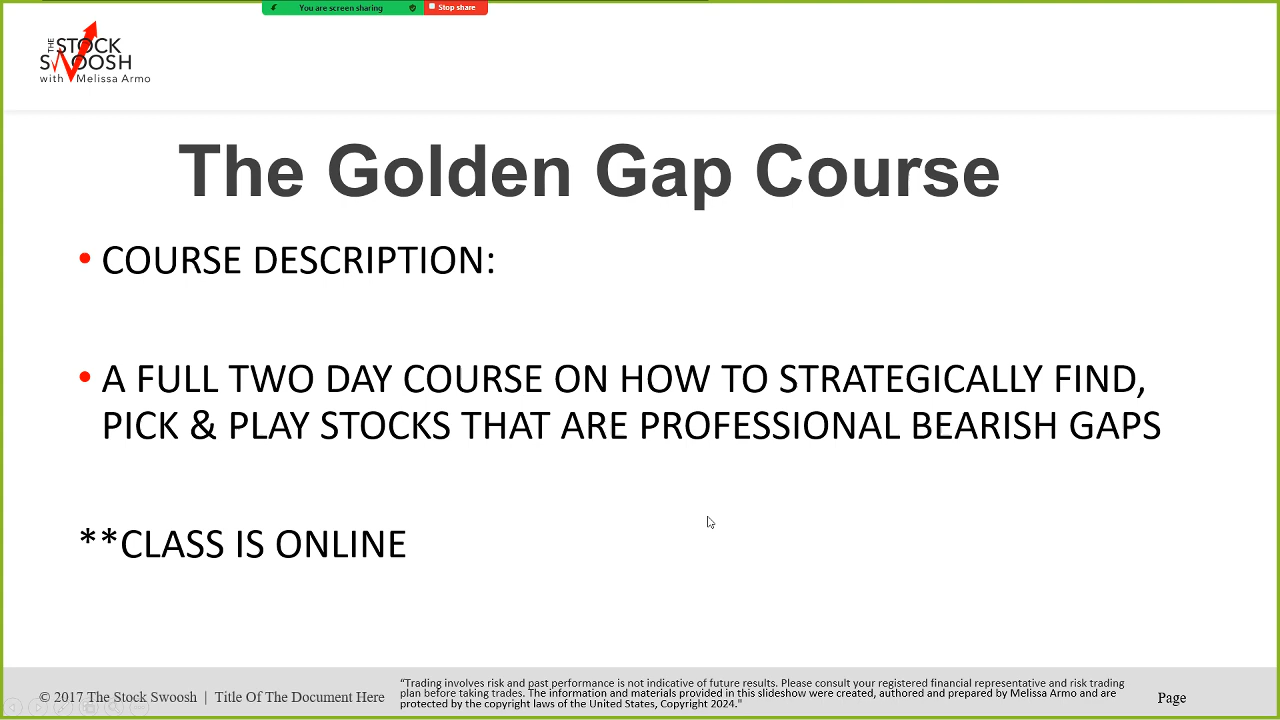 You are screen sharing
Stop share
THE STOCK
SWOOSH
with Melissa Armo
The Golden Gap Course
• COURSE DESCRIPTION:
• A FULL TWO DAY COURSE ON HOW TO STRATEGICALLY FIND,
PICK & PLAY STOCKS THAT ARE PROFESSIONAL BEARISH GAPS
**CLASS IS ONLINE
© 2017 The Stock Swoosh | Title Of The Document Here
“Trading involves risk and past performance is not indicative of future results. Please consult your registered financial representative and risk trading
plan before taking trades. The information and materials provided in this slideshow were created, authored and prepared by Melissa Armo and are
protected by the copyright laws of the United States, Copyright 2024."
Page